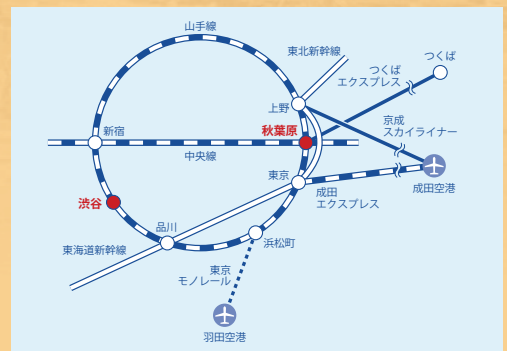 山手線
東北新幹線
つくば
つくば
エクスプレス
上野
京成
スカイライナー
新宿
秋葉原
中央線
東京
成田
エクスプレス
成田空港
渋谷
品川
浜松町
東海道新幹線
東京
モノレール
羽田空港